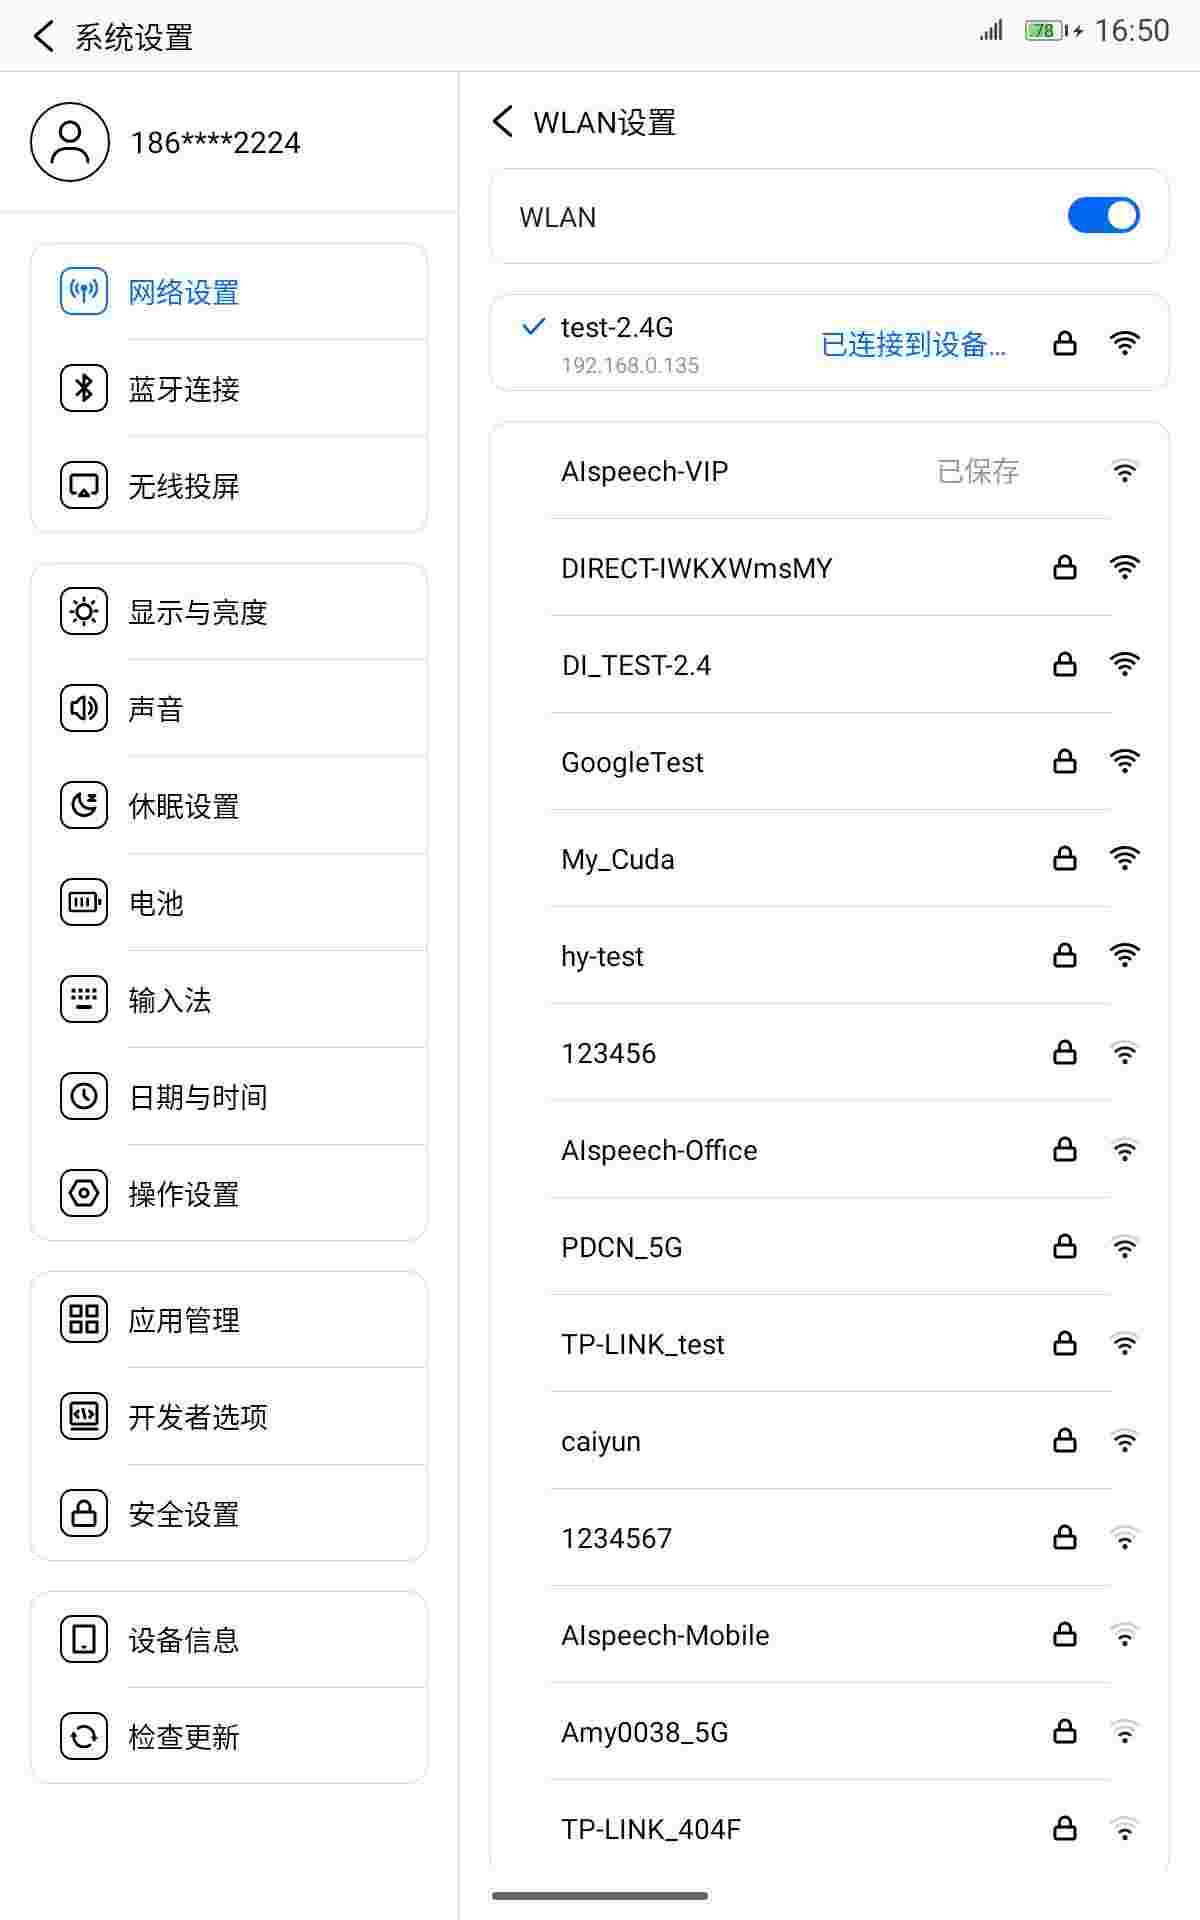 系统设置
78
16:50
186****2224
网络设置
蓝牙连接
无线投屏
显示与亮度
声音
休眠设置
电池
输入法
日期与时间
操作设置
应用管理
开发者选项
安全设置
设备信息
检查更新
WLAN设置
WLAN
test-2.4G
192.168.0.135
已连接到设备...
AIspeech-VIP
已保存
DIRECT-IWKXWmsMY
DI_TEST-2.4
GoogleTest
My_Cuda
hy-test
123456
AIspeech-Office
PDCN_5G
TP-LINK_test
caiyun
1234567
AIspeech-Mobile
Amy0038_5G
TP-LINK_404F